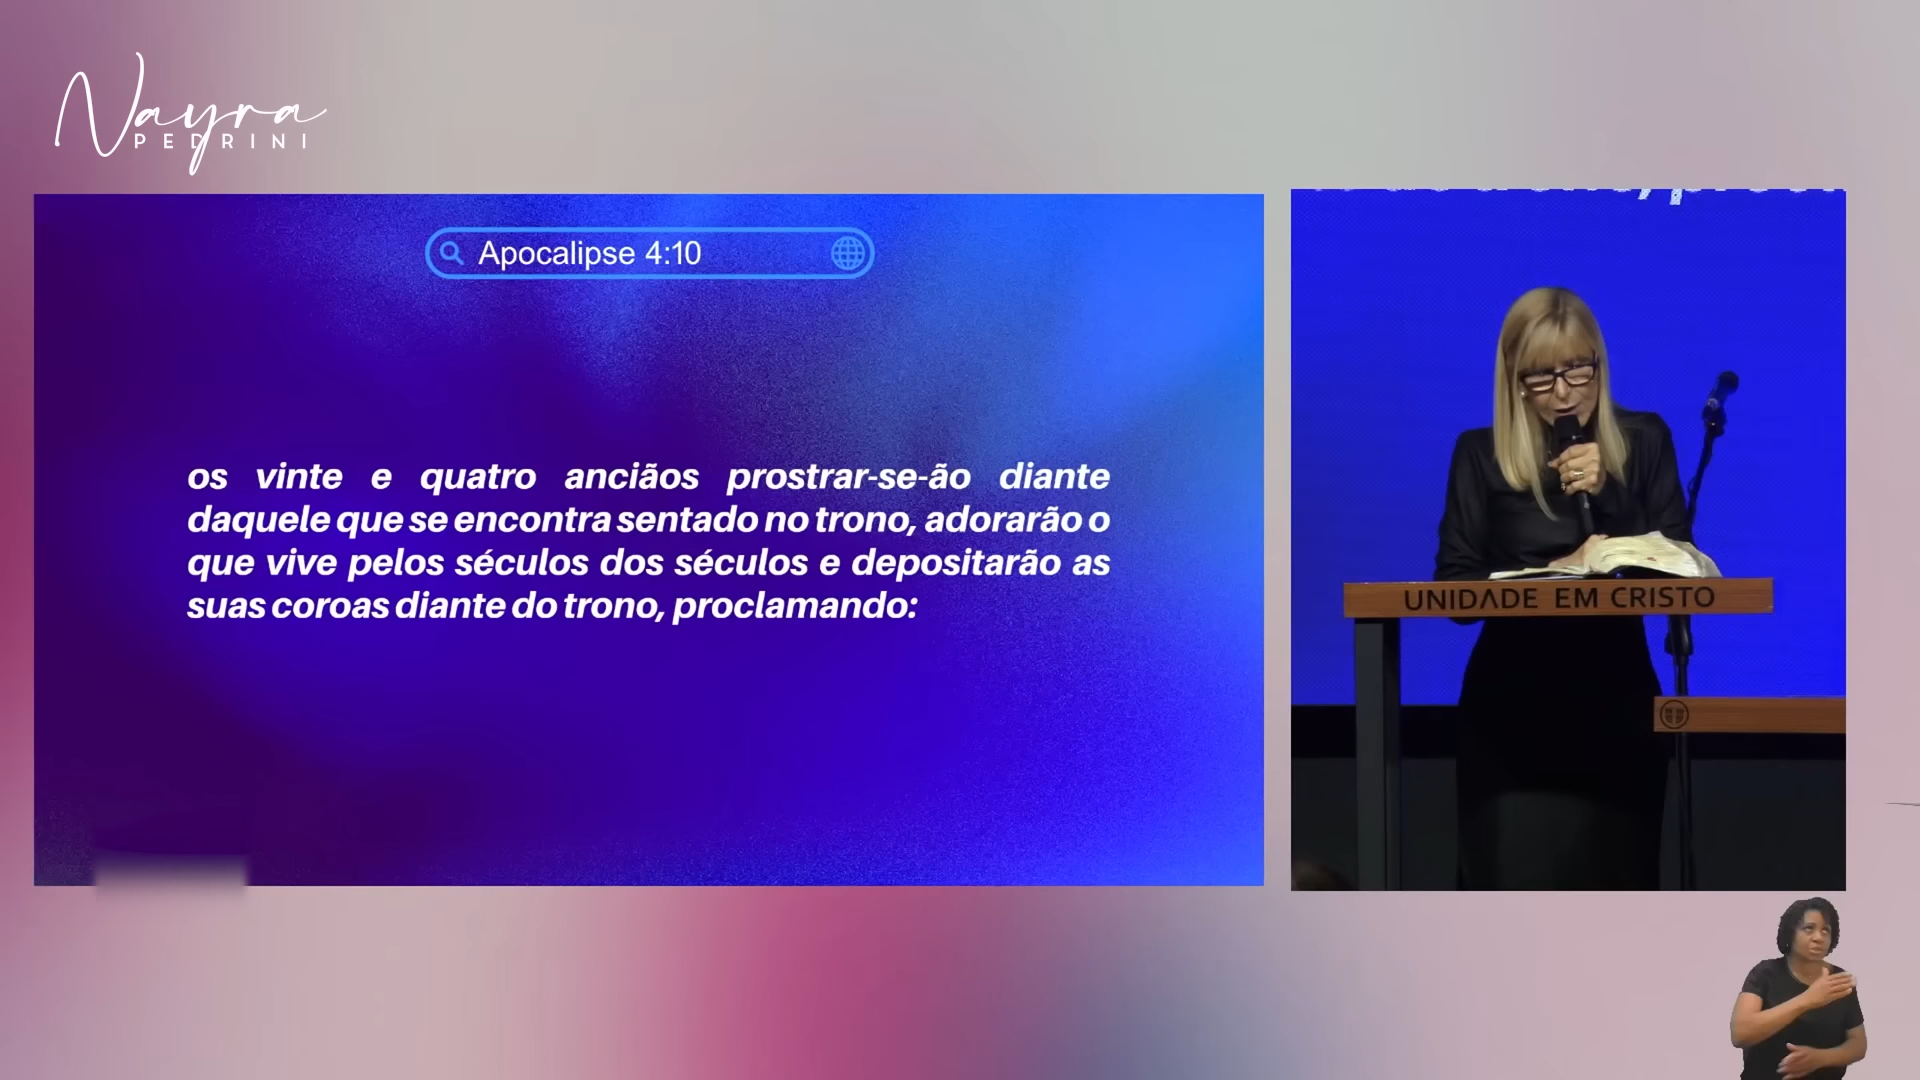 Nayra
PEDRINI
Apocalipse 4:10
os vinte e quatro anciãos prostrar-se-ão diante
daquele que se encontra sentado no trono, adorarão o
que vive pelos séculos dos séculos e depositarão as
suas coroas diante do trono, proclamando:
UNIDADE EM CRISTO